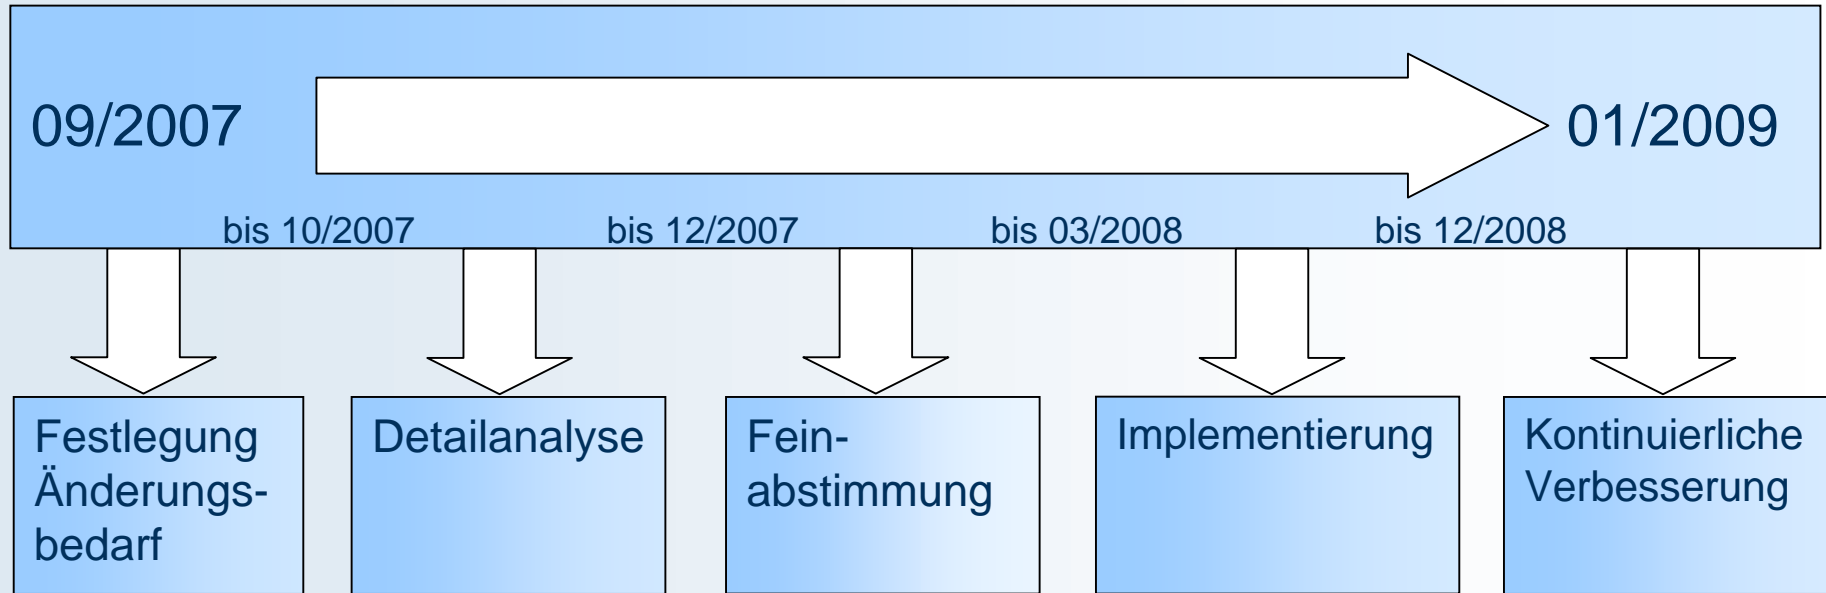 09/2007
01/2009
bis 10/2007
bis 12/2007
bis 03/2008
bis 12/2008
Festlegung
Änderungs-
bedarf
Detailanalyse
Fein-
abstimmung
Implementierung
Kontinuierliche
Verbesserung